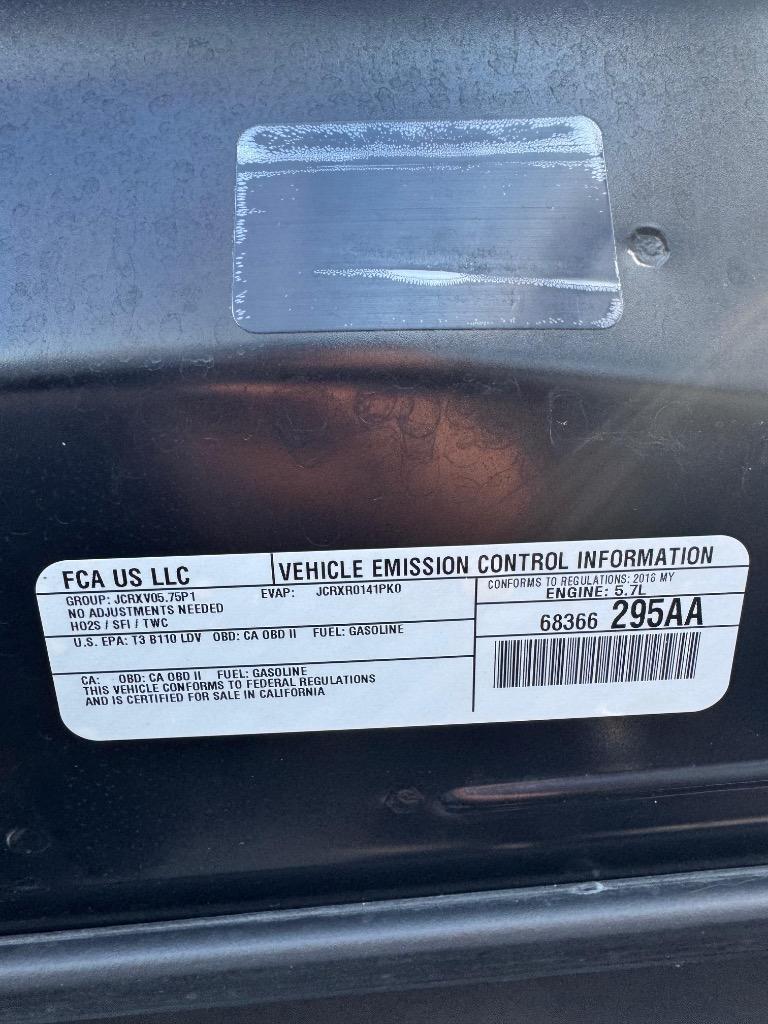 FCA US LLC
VEHICLE EMISSION CONTROL INFORMATION
GROUP: JCRXV05.75P1 EVAP: JCRXR0141PK0
NO ADJUSTMENTS NEEDED
HO2S / SFI / TWC
U.S. EPA: T3 B110 LDV OBD: CA OBD II FUEL: GASOLINE
CA: OBD: CA OBD II FUEL: GASOLINE
THIS VEHICLE CONFORMS TO FEDERAL REGULATIONS
AND IS CERTIFIED FOR SALE IN CALIFORNIA
CONFORMS TO REGULATIONS: 2018 MY
ENGINE: 5.7L
68366 295AA